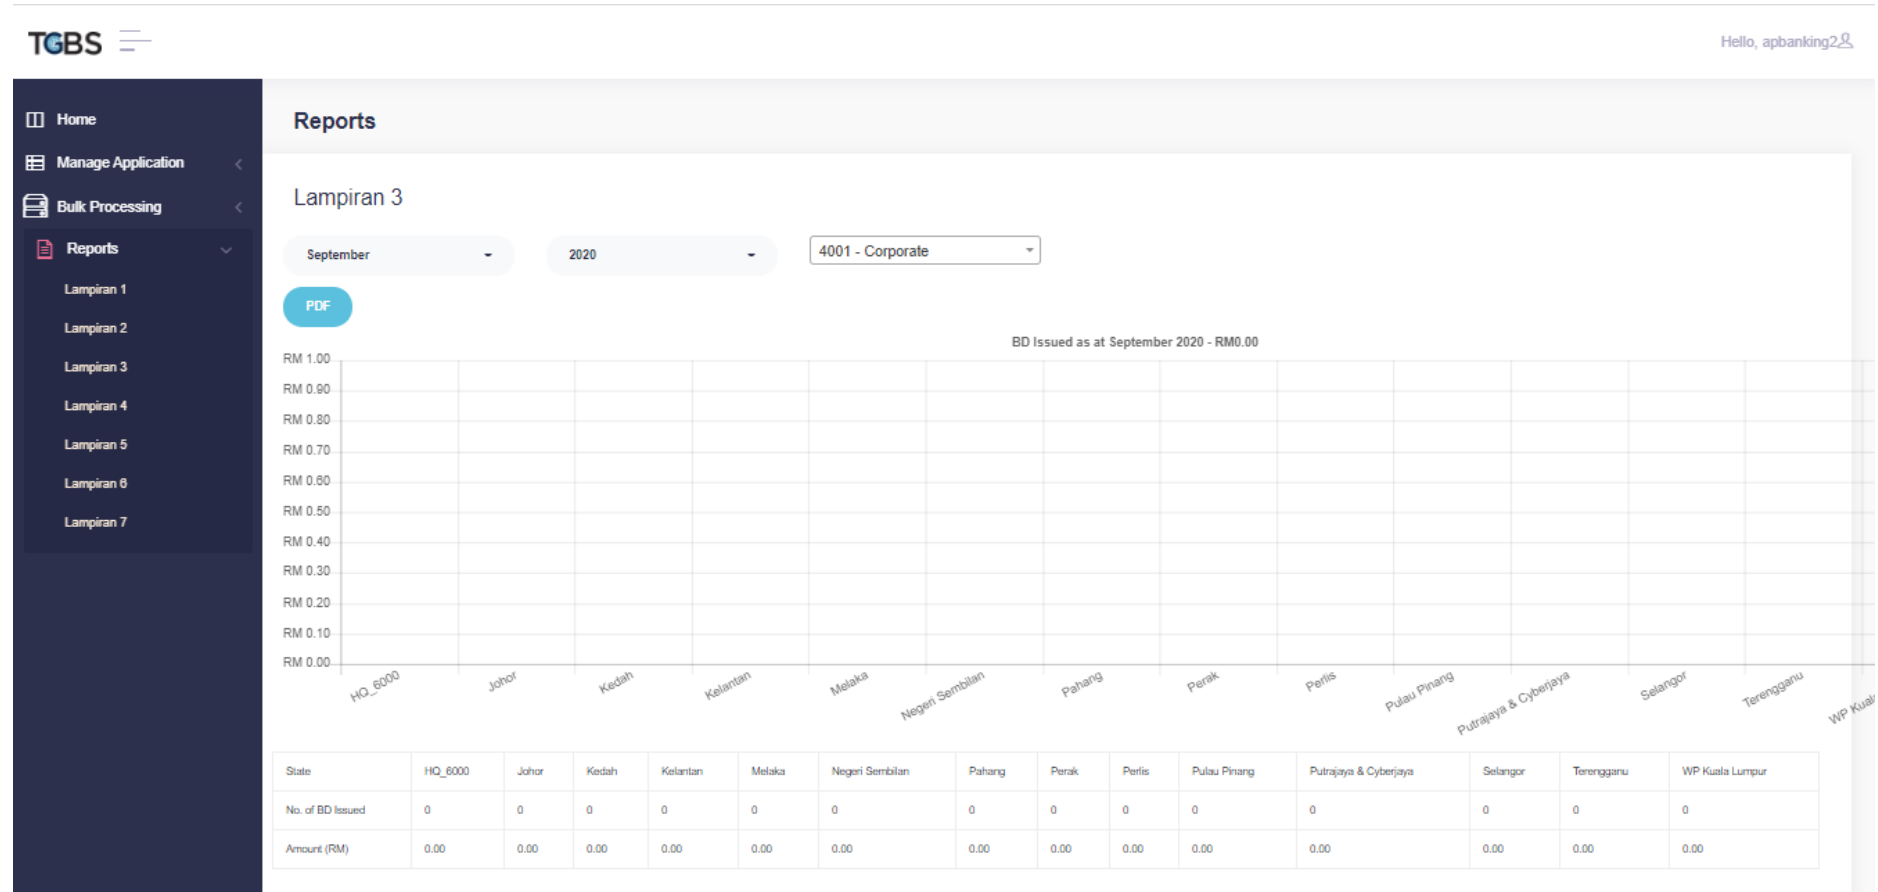 TGBS
Hello, apbanking2
Home
Manage Application
Bulk Processing
Reports
Lampiran 1
Lampiran 2
Lampiran 3
Lampiran 4
Lampiran 5
Lampiran 6
Lampiran 7
Reports
Lampiran 3
September 2020 4001 - Corporate
PDF
BD Issued as at September 2020 - RM0.00
RM 1.00
RM 0.90
RM 0.80
RM 0.70
RM 0.60
RM 0.50
RM 0.40
RM 0.30
RM 0.20
RM 0.10
RM 0.00
HQ_6000 Johor Kedah Kelantan Melaka Negeri Sembilan Pahang Perak Perlis Pulau Pinang Putrajaya & Cyberjaya Selangor Terengganu WP Kual
State HQ_6000 Johor Kedah Kelantan Melaka Negeri Sembilan Pahang Perak Perlis Pulau Pinang Putrajaya & Cyberjaya Selangor Terengganu WP Kuala Lumpur
No. of BD Issued 0 0 0 0 0 0 0 0 0 0 0 0 0 0
Amount (RM) 0.00 0.00 0.00 0.00 0.00 0.00 0.00 0.00 0.00 0.00 0.00 0.00 0.00 0.00